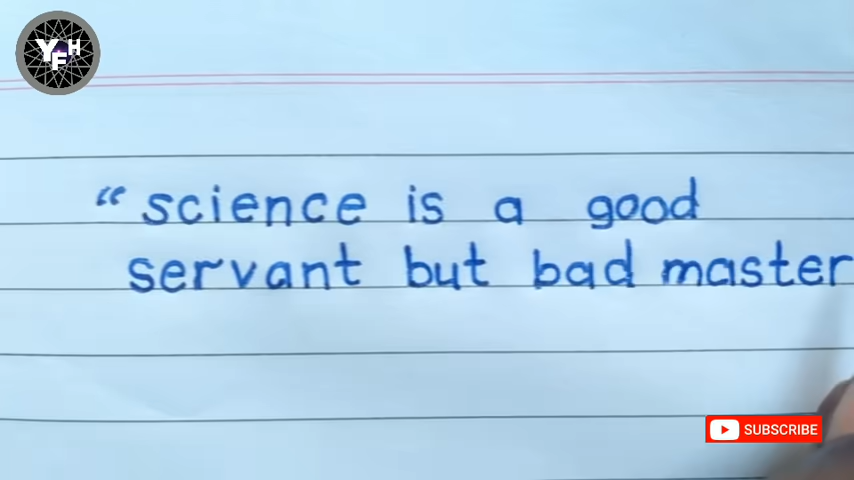 YFH
“ science is a good
servant but bad master
SUBSCRIBE